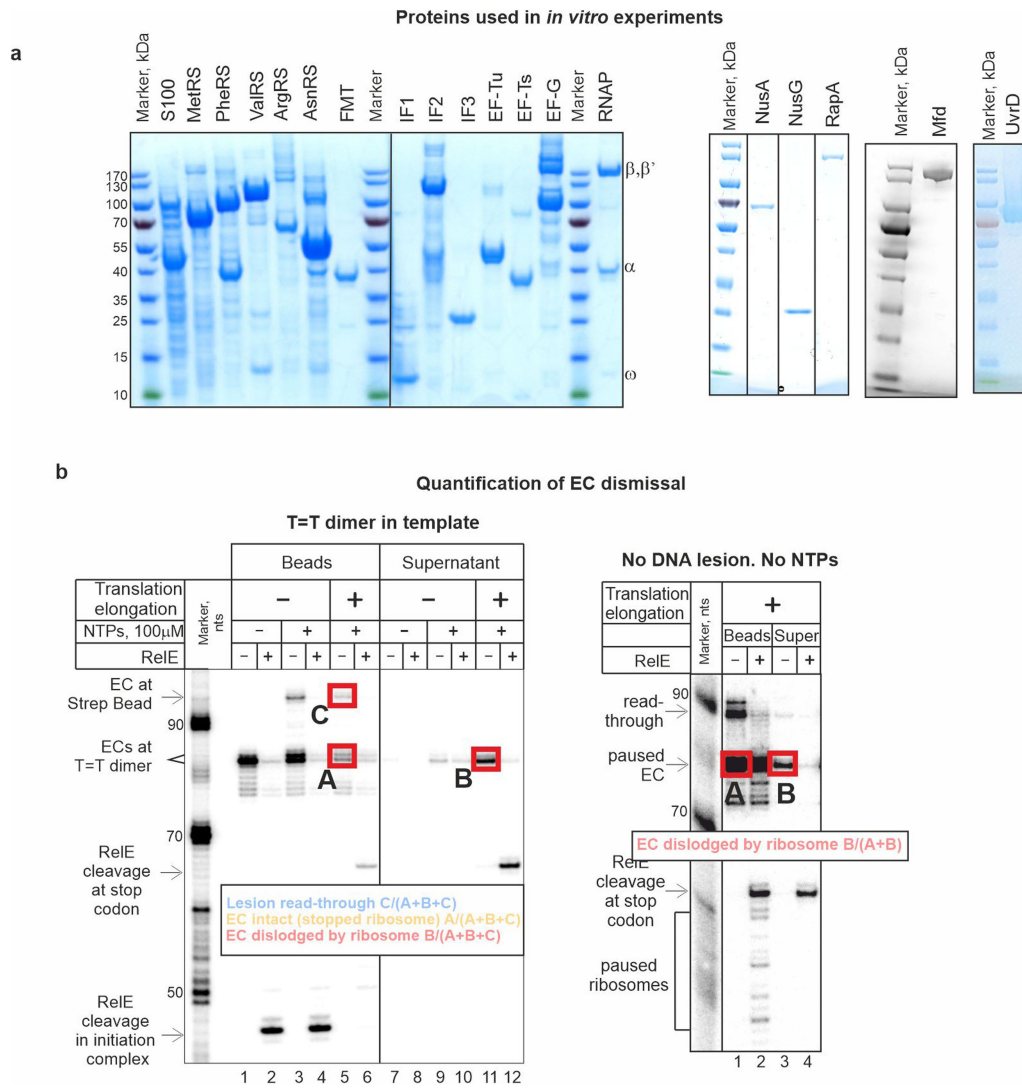 Proteins used in in vitro experiments
a
Marker, kDa
S100
MetRS
PheRS
ValRS
ArgRS
AsnRS
FMT
Marker
IF1
IF2
IF3
EF-Tu
EF-Ts
EF-G
Marker
RNAP
170
130
100
70
55
40
35
25
15
10
β,β'
α
ω
Marker, kDa
NusA
NusG
RapA
Marker, kDa
Mfd
Marker, kDa
UvrD
b
Quantification of EC dismissal
T=T dimer in template
Beads Supernatant
Translation elongation − + − +
NTPs, 100µM − + + − + +
RelE − + − + − + − + − + − +
Marker, nts
EC at
Strep Bead
90
ECs at
T=T dimer
70
RelE
cleavage
at stop
codon
50
RelE
cleavage
in initiation
complex
C
A
B
Lesion read-through C/(A+B+C)
EC intact (stopped ribosome) A/(A+B+C)
EC dislodged by ribosome B/(A+B+C)
1 2 3 4 5 6 7 8 9 10 11 12
No DNA lesion. No NTPs
Translation elongation +
Beads Super
RelE − + − +
Marker, nts
90
read-
through
paused
EC
A B
70
EC dislodged by ribosome B/(A+B)
RelE
cleavage
at stop
codon
paused
ribosomes
1 2 3 4